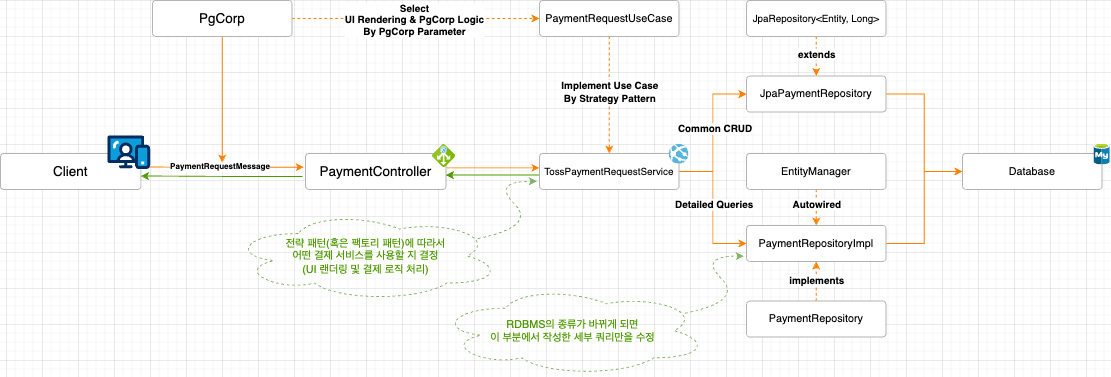 PgCorp
Select
UI Rendering & PgCorp Logic
By PgCorp Parameter
PaymentRequestUseCase
JpaRepository<Entity, Long>
extends
Implement Use Case
By Strategy Pattern
JpaPaymentRepository
Common CRUD
Client
PaymentRequestMessage
PaymentController
TossPaymentRequestService
EntityManager
My
Database
Detailed Queries
Autowired
전략 패턴(혹은 팩토리 패턴)에 따라서
어떤 결제 서비스를 사용할 지 결정
(UI 랜더링 및 결제 로직 처리)
PaymentRepositoryImpl
implements
RDBMS의 종류가 바뀌게 되면
이 부분에서 작성한 세부 쿼리만을 수정
PaymentRepository